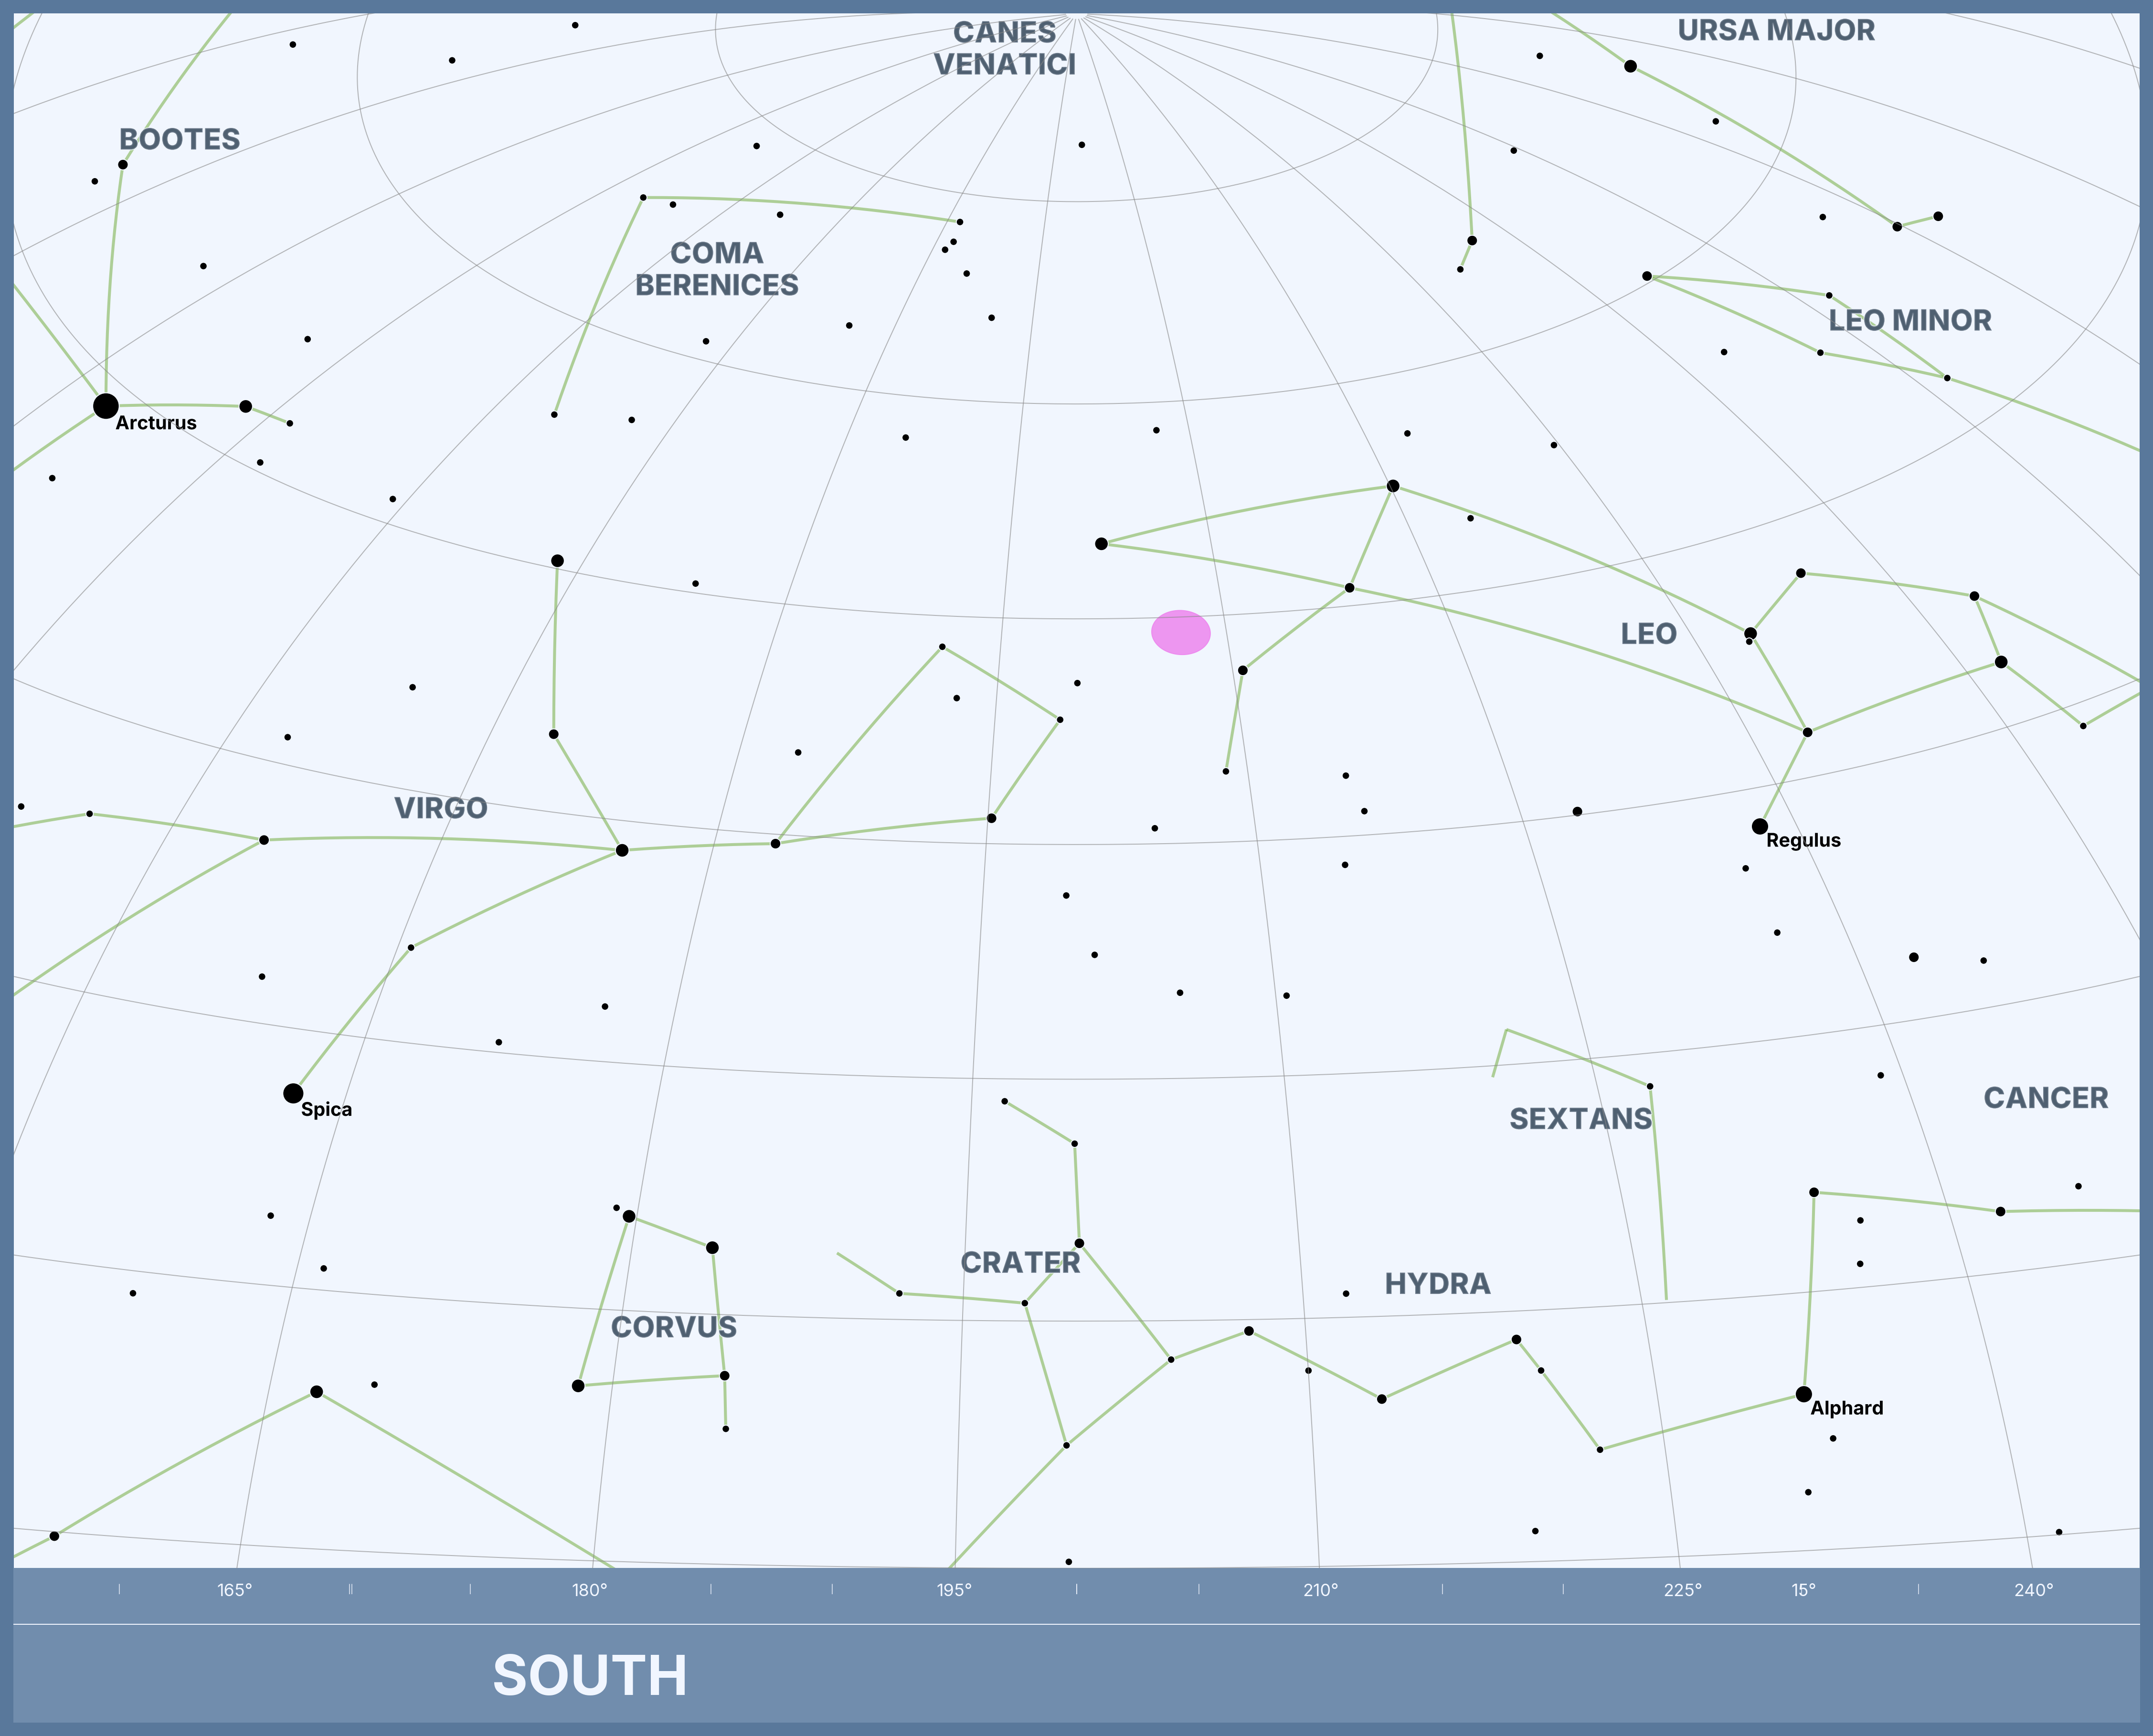 CANES
VENATICI
URSA MAJOR
BOOTES
COMA
BERENICES
LEO MINOR
Arcturus
LEO
VIRGO
Regulus
Spica
SEXTANS
CANCER
CRATER
HYDRA
CORVUS
Alphard
165° 180° 195° 210° 225° 15° 240°
SOUTH